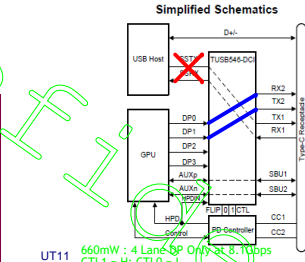 Simplified Schematics
D+/-
USB Host
TUSB546-DCI
RX2
TX2
TX1
RX1
Type-C Receptacle
GPU
DP0
DP1
DP2
DP3
AUXp
AUXn
HPDIN
SBU1
SBU2
FLIP 0 1 CTL
HPD
PD Controller
Control
CC1
CC2
UT11
660mW : 4 Lane DP Only at 8.1Gbps